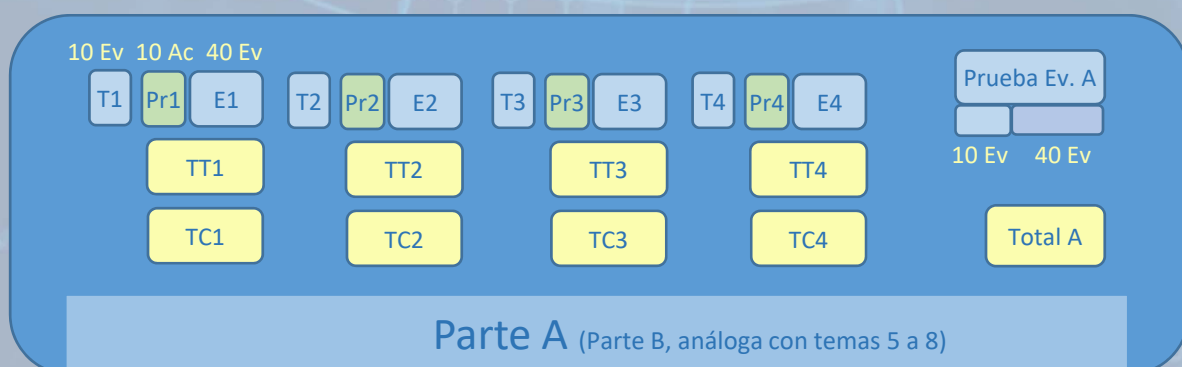 10 Ev 10 Ac 40 Ev
T1 Pr1 E1 T2 Pr2 E2 T3 Pr3 E3 T4 Pr4 E4 Prueba Ev. A
10 Ev 40 Ev
TT1 TT2 TT3 TT4
TC1 TC2 TC3 TC4 Total A
Parte A (Parte B, análoga con temas 5 a 8)